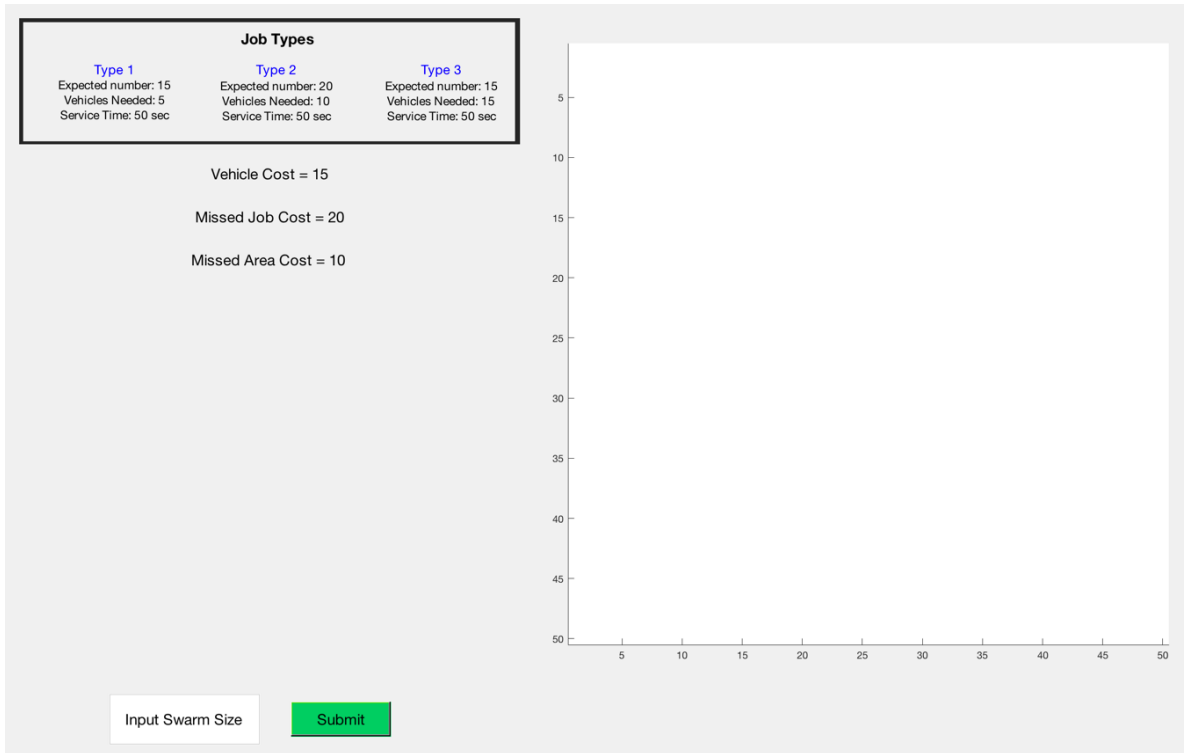 Job Types
Type 1
Expected number: 15
Vehicles Needed: 5
Service Time: 50 sec
Type 2
Expected number: 20
Vehicles Needed: 10
Service Time: 50 sec
Type 3
Expected number: 15
Vehicles Needed: 15
Service Time: 50 sec
Vehicle Cost = 15
Missed Job Cost = 20
Missed Area Cost = 10
Input Swarm Size
Submit
5
10
15
20
25
30
35
40
45
50
5 10 15 20 25 30 35 40 45 50